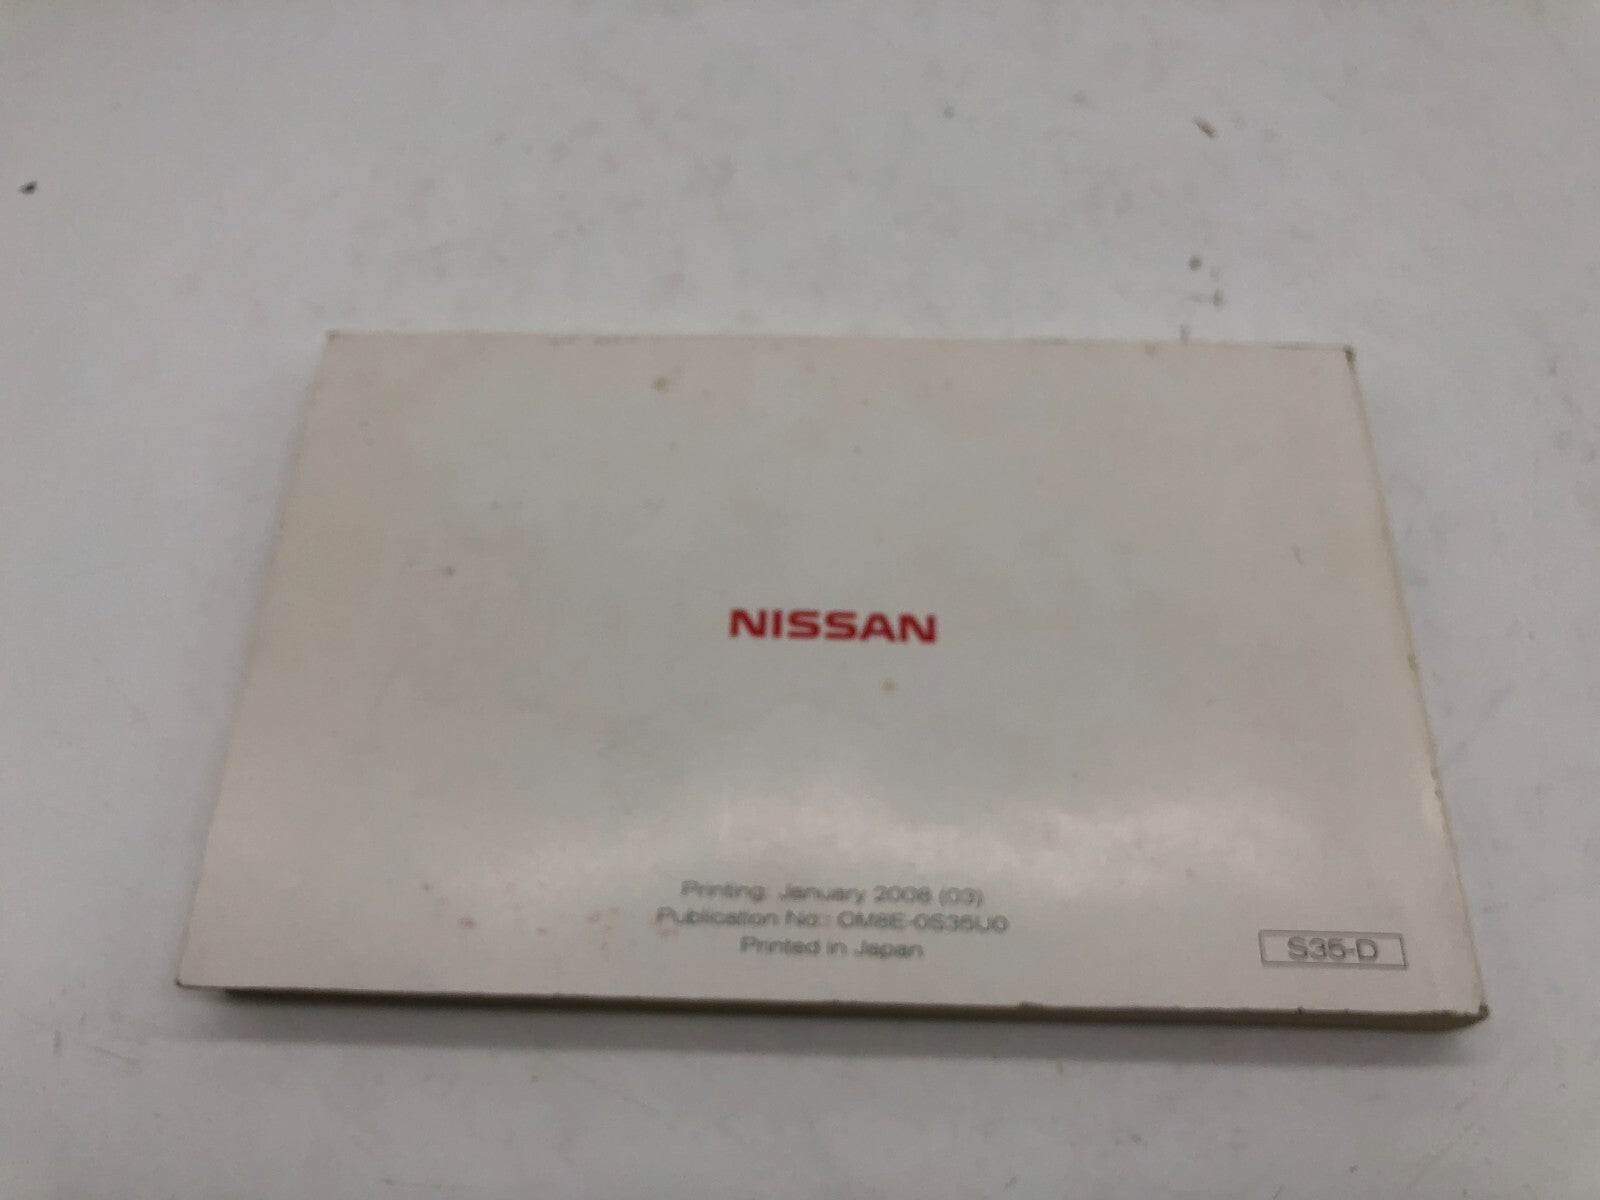 NISSAN
Printing: January 2008 (03)
Publication No.: OM8E-0S35U0
Printed in Japan
S35-D